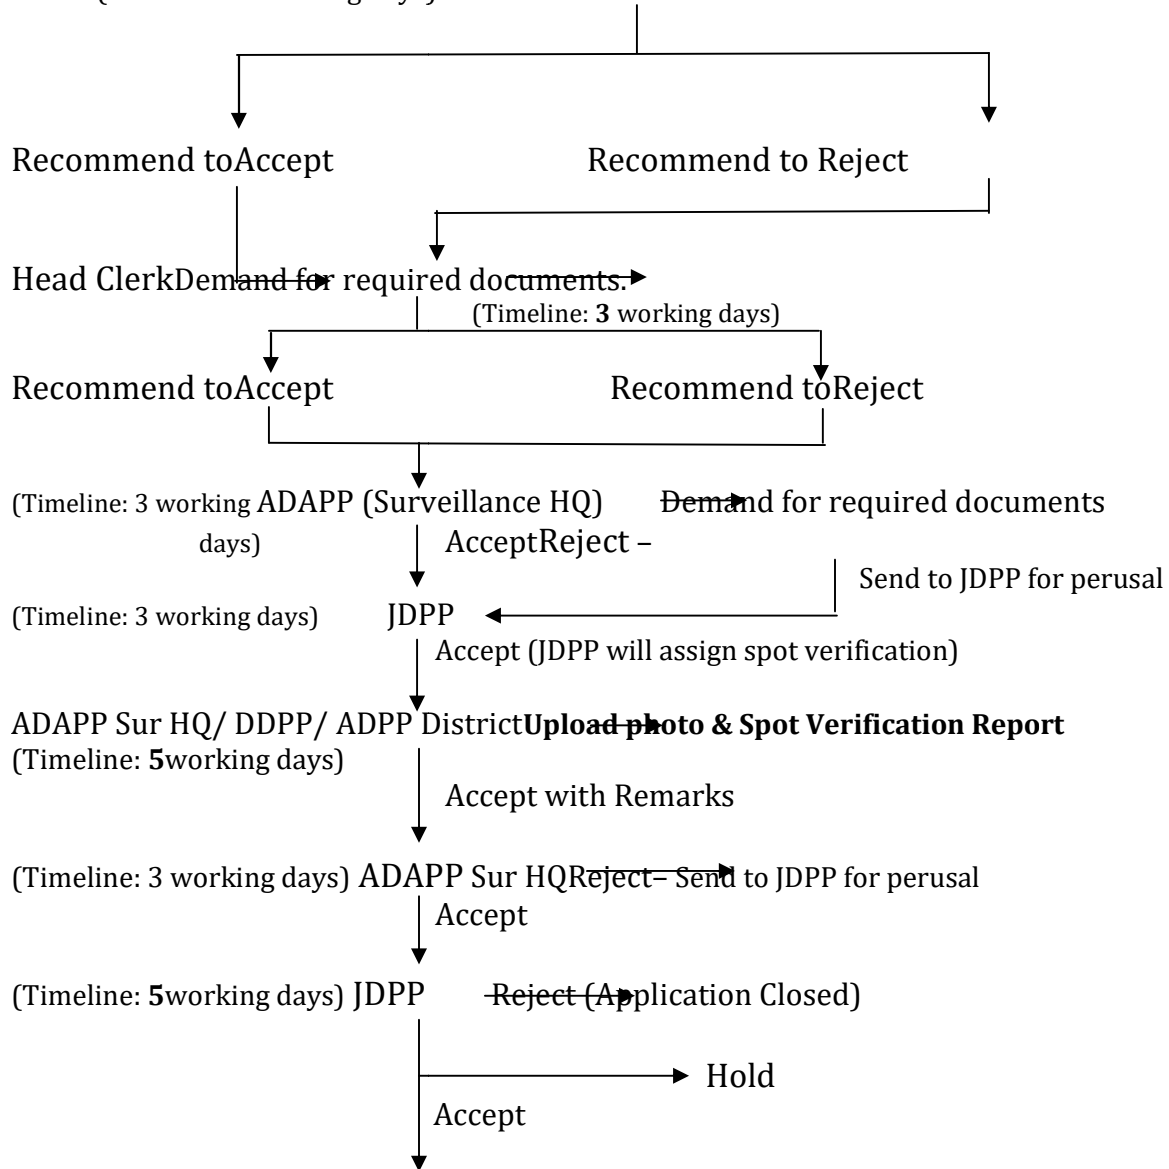 Recommend toAccept Recommend to Reject
Head ClerkDemand for required documents.
(Timeline: 3 working days)
Recommend toAccept Recommend toReject
(Timeline: 3 working ADAPP (Surveillance HQ) Demand for required documents
days) AcceptReject –
Send to JDPP for perusal
(Timeline: 3 working days) JDPP
Accept (JDPP will assign spot verification)
ADAPP Sur HQ/ DDPP/ ADPP DistrictUpload photo & Spot Verification Report
(Timeline: 5working days)
Accept with Remarks
(Timeline: 3 working days) ADAPP Sur HQReject– Send to JDPP for perusal
Accept
(Timeline: 5working days) JDPP Reject (Application Closed)
Hold
Accept